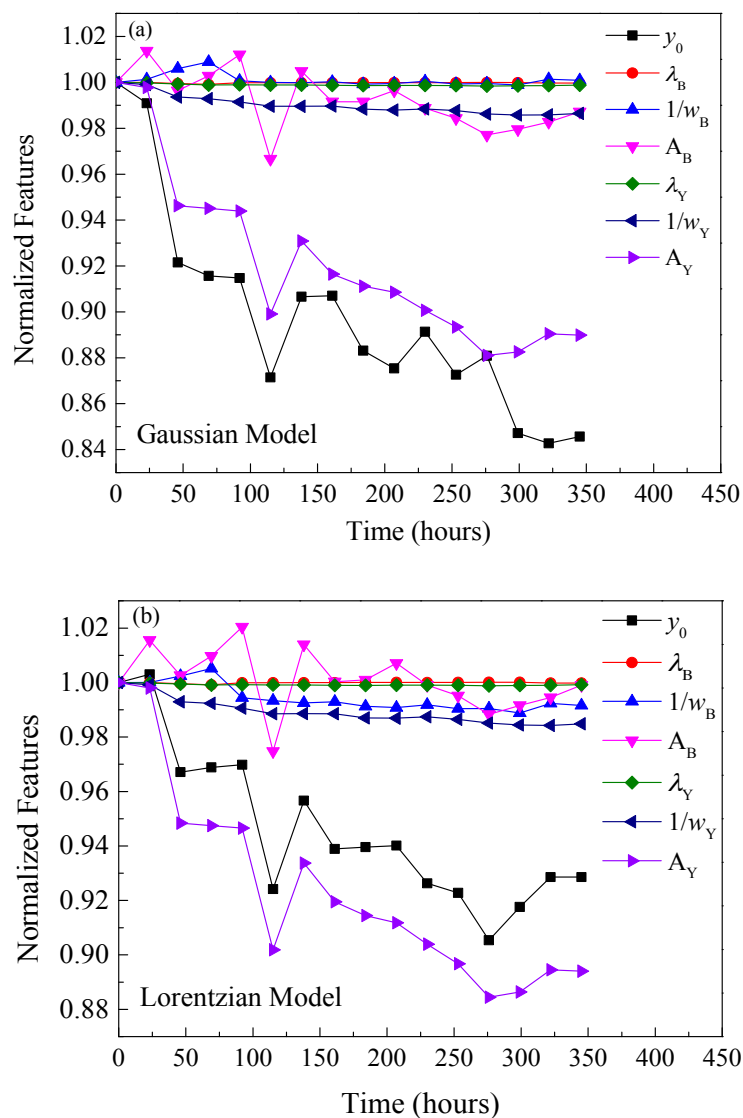 (a)
1.02
1.00
0.98
0.96
0.94
0.92
0.90
0.88
0.86
0.84
Normalized Features
y0
λB
1/wB
AB
λY
1/wY
AY
Gaussian Model
0 50 100 150 200 250 300 350 400 450
Time (hours)
(b)
1.02
1.00
0.98
0.96
0.94
0.92
0.90
0.88
Normalized Features
y0
λB
1/wB
AB
λY
1/wY
AY
Lorentzian Model
0 50 100 150 200 250 300 350 400 450
Time (hours)